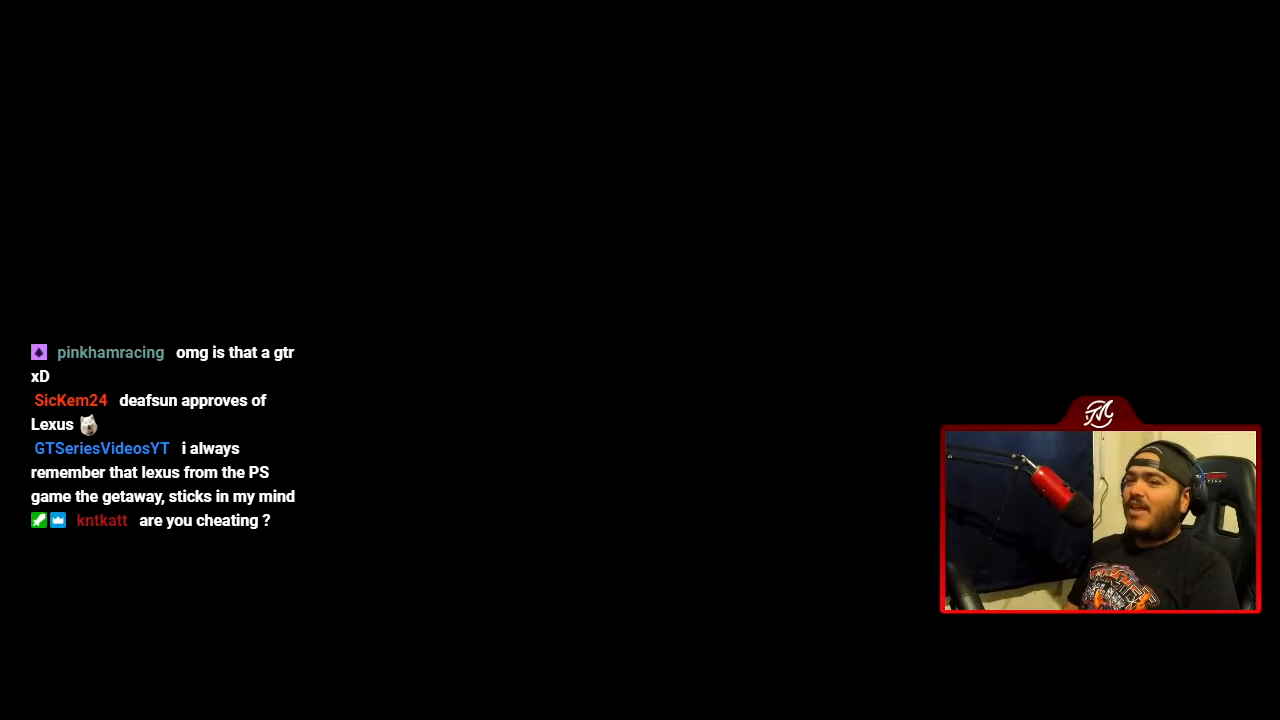 pinkhamracing omg is that a gtr
xD
SicKem24 deafsun approves of
Lexus
GTSeriesVideosYT i always
remember that lexus from the PS
game the getaway, sticks in my mind
kntkatt are you cheating ?